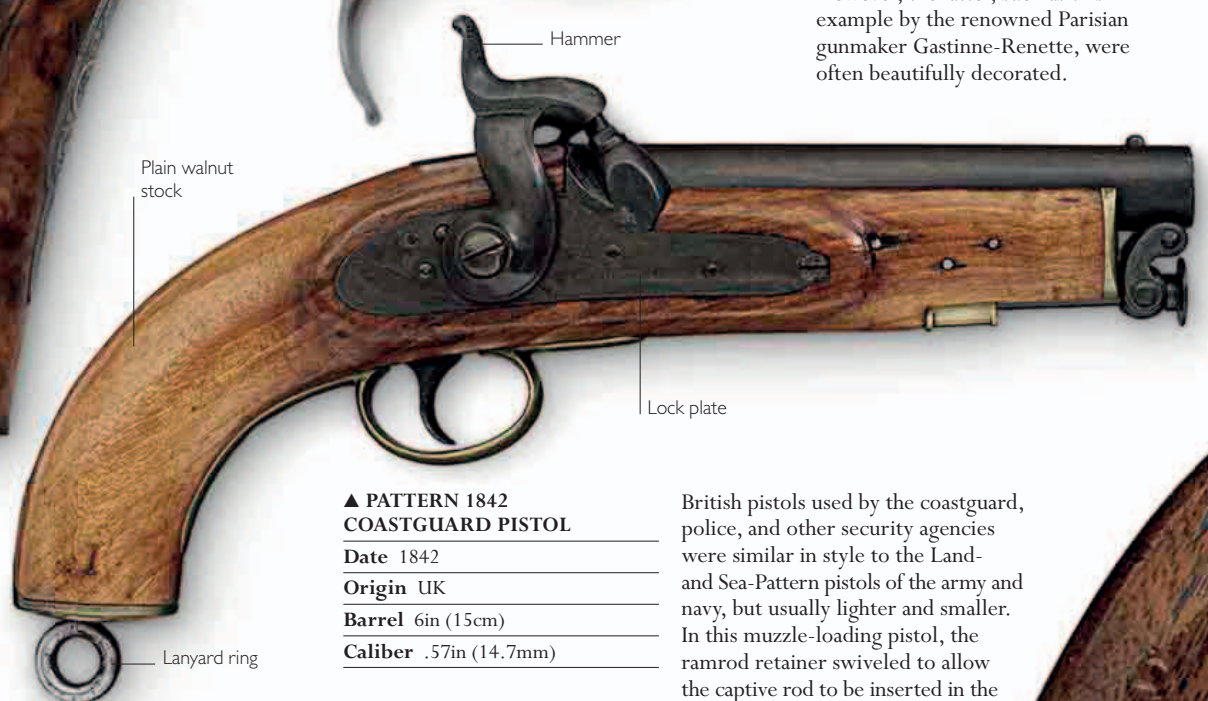 example by the renowned Parisian
gunmaker Gastinne-Renette, were
often beautifully decorated.
Hammer
Plain walnut
stock
Lock plate
Lanyard ring
▲ PATTERN 1842
COASTGUARD PISTOL
Date 1842
Origin UK
Barrel 6in (15cm)
Caliber .57in (14.7mm)
British pistols used by the coastguard,
police, and other security agencies
were similar in style to the Land-
and Sea-Pattern pistols of the army and
navy, but usually lighter and smaller.
In this muzzle-loading pistol, the
ramrod retainer swiveled to allow
the captive rod to be inserted in the